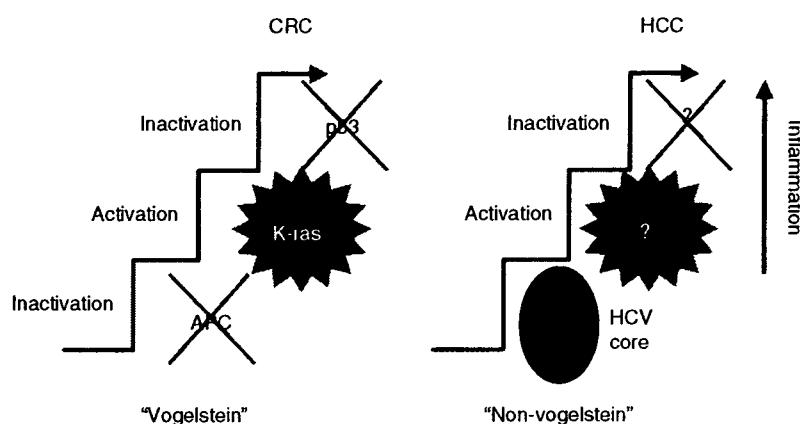 CRC
Inactivation
p53
Activation
K-ras
Inactivation
APC
"Vogelstein"
HCC
Inactivation
?
Activation
?
HCV
core
Inflammation
"Non-vogelstein"